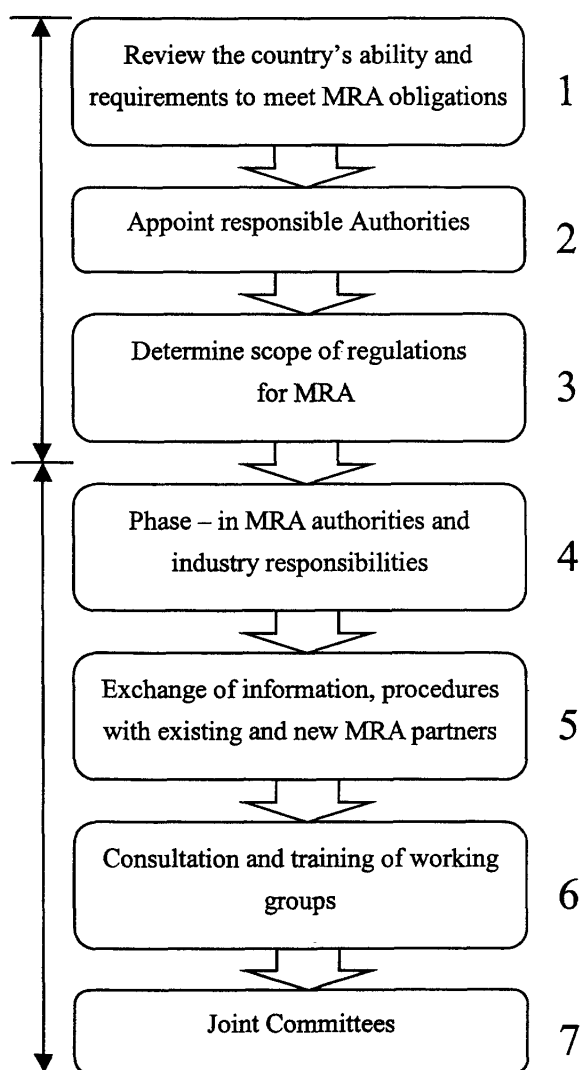 Review the country's ability and
requirements to meet MRA obligations
1
Appoint responsible Authorities
2
Determine scope of regulations
for MRA
3
Phase – in MRA authorities and
industry responsibilities
4
Exchange of information, procedures
with existing and new MRA partners
5
Consultation and training of working
groups
6
Joint Committees
7